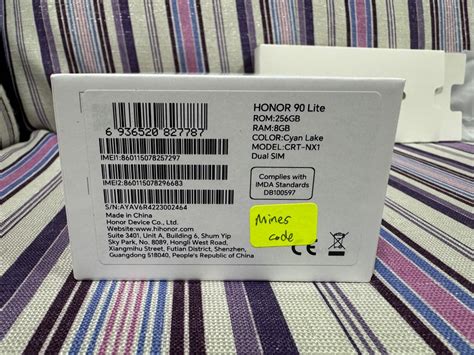 HONOR 90 Lite
ROM:256GB
RAM:8GB
COLOR:Cyan Lake
MODEL:CRT-NX1
Dual SIM
6 936520 827787
IMEI1:860115078257297
IMEI2:860115078296683
S/N:AYAV6R4223002464
Complies with
IMDA Standards
DB100597
Made in China
Honor Device Co., Ltd.
www.hihonor.com
Suite 3401, Unit A, Building 6, Shum Yip
Sky Park, No. 8089, Hongli West Road,
Xiangmihu Street, Futian District, Shenzhen,
Guangdong 518040, People's Republic of China
Mines
code
CE